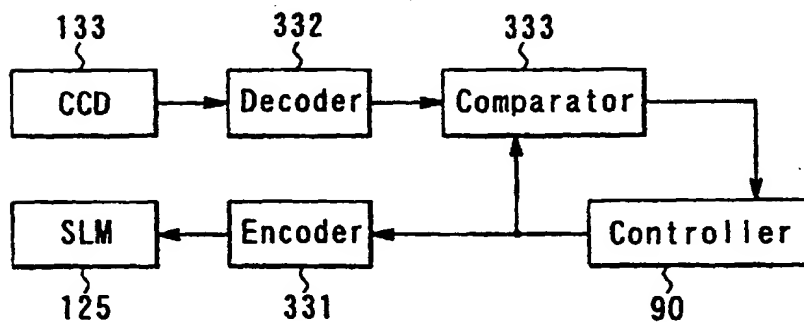 133 332 333
CCD Decoder Comparator
SLM Encoder Controller
125 331 90